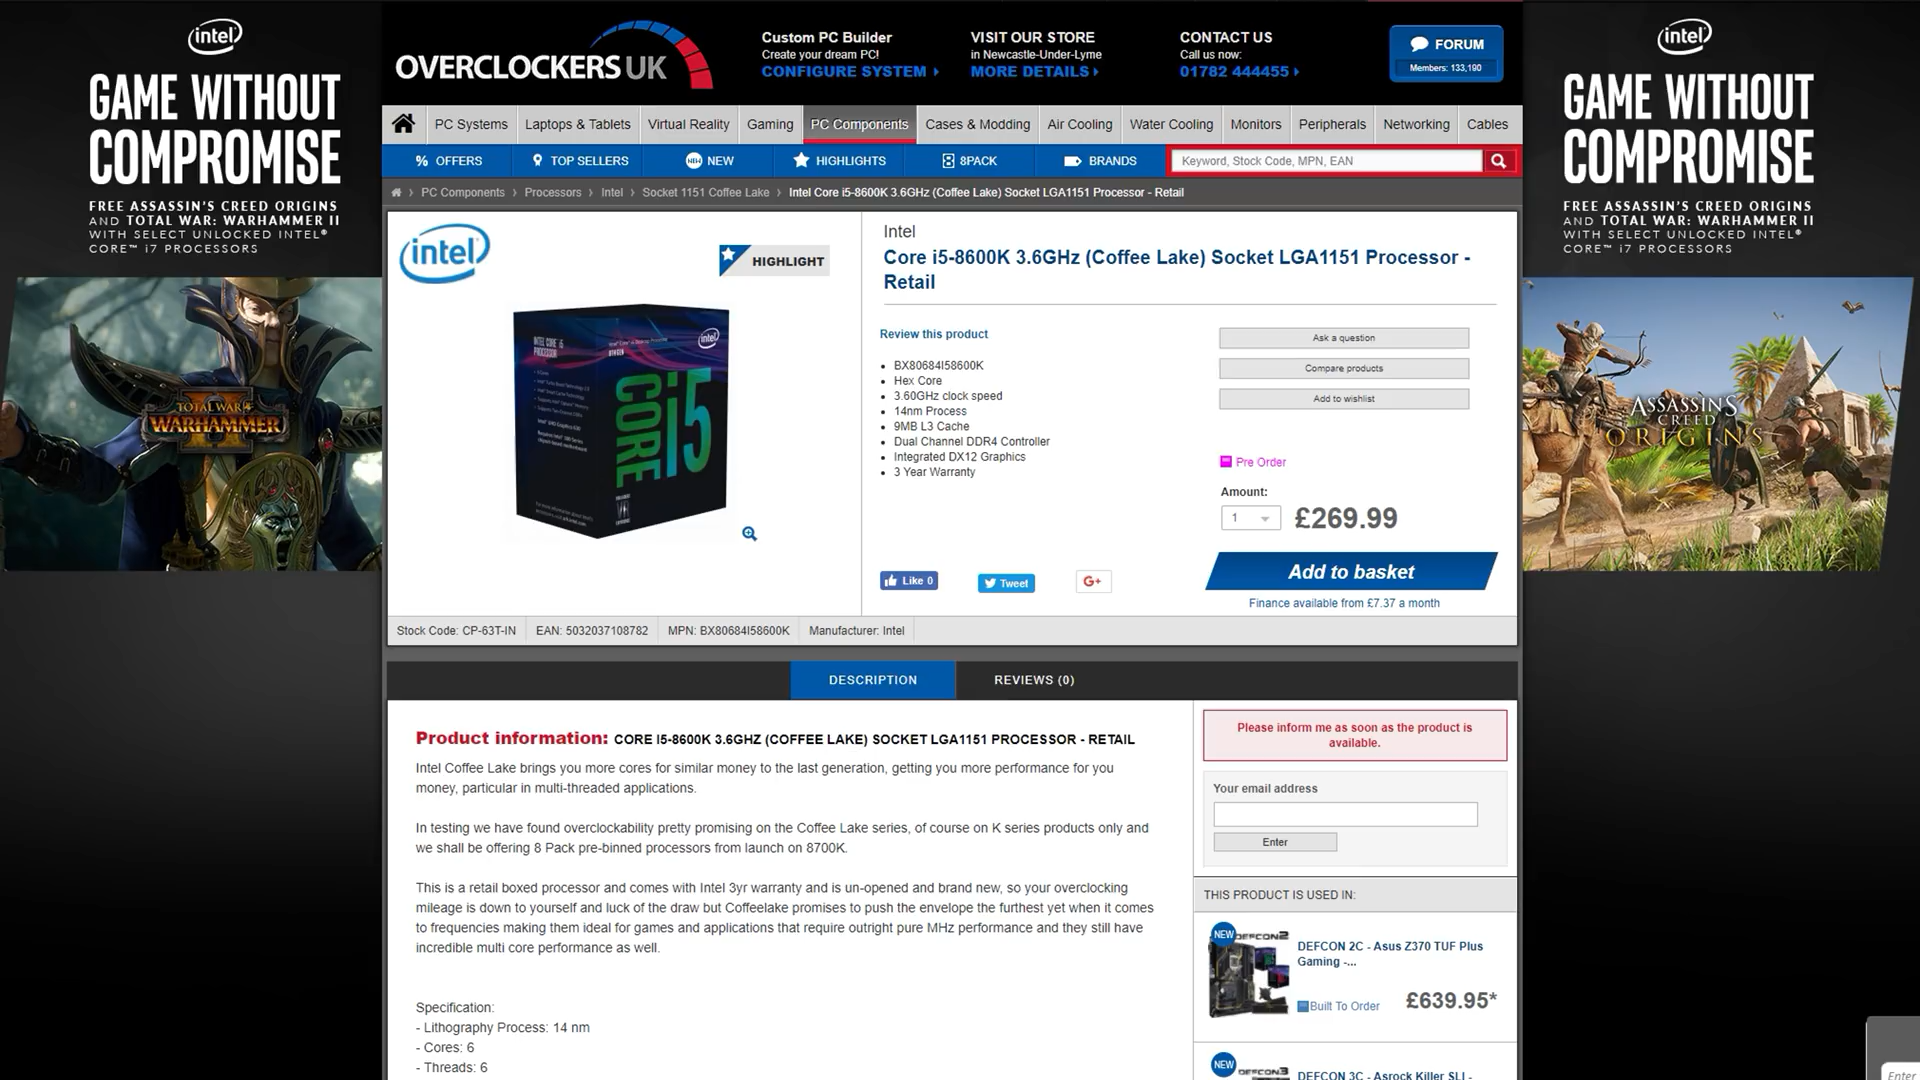 intel
GAME WITHOUT
COMPROMISE
FREE ASSASSIN'S CREED ORIGINS
AND TOTAL WAR: WARHAMMER II
WITH SELECT UNLOCKED INTEL®
CORE™ i7 PROCESSORS
TOTAL WAR
WARHAMMER
II
OVERCLOCKERS UK
Custom PC Builder
Create your dream PC!
CONFIGURE SYSTEM
VISIT OUR STORE
in Newcastle-Under-Lyme
MORE DETAILS
CONTACT US
Call us now:
01782 444455
FORUM
Members: 133,190
PC Systems Laptops & Tablets Virtual Reality Gaming PC Components Cases & Modding Air Cooling Water Cooling Monitors Peripherals Networking Cables
% OFFERS TOP SELLERS NEW NEW HIGHLIGHTS 8PACK BRANDS Keyword, Stock Code, MPN, EAN
PC Components > Processors > Intel > Socket 1151 Coffee Lake > Intel Core i5-8600K 3.6GHz (Coffee Lake) Socket LGA1151 Processor - Retail
intel
HIGHLIGHT
INTEL CORE i5
PROCESSOR
intel
CORE i5
Intel
Core i5-8600K 3.6GHz (Coffee Lake) Socket LGA1151 Processor -
Retail
Review this product
• BX80684I58600K
• Hex Core
• 3.60GHz clock speed
• 14nm Process
• 9MB L3 Cache
• Dual Channel DDR4 Controller
• Integrated DX12 Graphics
• 3 Year Warranty
Ask a question
Compare products
Add to wishlist
Pre Order
Amount:
1 £269.99
Add to basket
Finance available from £7.37 a month
Like 0 Tweet G+
Stock Code: CP-63T-IN EAN: 5032037108782 MPN: BX80684I58600K Manufacturer: Intel
DESCRIPTION REVIEWS (0)
Product information: CORE I5-8600K 3.6GHZ (COFFEE LAKE) SOCKET LGA1151 PROCESSOR - RETAIL
Intel Coffee Lake brings you more cores for similar money to the last generation, getting you more performance for you
money, particular in multi-threaded applications.
In testing we have found overclockability pretty promising on the Coffee Lake series, of course on K series products only and
we shall be offering 8 Pack pre-binned processors from launch on 8700K.
This is a retail boxed processor and comes with Intel 3yr warranty and is un-opened and brand new, so your overclocking
mileage is down to yourself and luck of the draw but Coffeelake promises to push the envelope the furthest yet when it comes
to frequencies making them ideal for games and applications that require outright pure MHz performance and they still have
incredible multi core performance as well.
Specification:
- Lithography Process: 14 nm
- Cores: 6
- Threads: 6
Please inform me as soon as the product is
available.
Your email address
Enter
THIS PRODUCT IS USED IN:
NEW
DEFCON2
DEFCON 2C - Asus Z370 TUF Plus
Gaming -...
Built To Order £639.95*
NEW
DEFCON3
DEFCON 3C - Asrock Killer SLI -
intel
GAME WITHOUT
COMPROMISE
FREE ASSASSIN'S CREED ORIGINS
AND TOTAL WAR: WARHAMMER II
WITH SELECT UNLOCKED INTEL®
CORE™ i7 PROCESSORS
ASSASSIN'S
CREED
ORIGINS
Enter